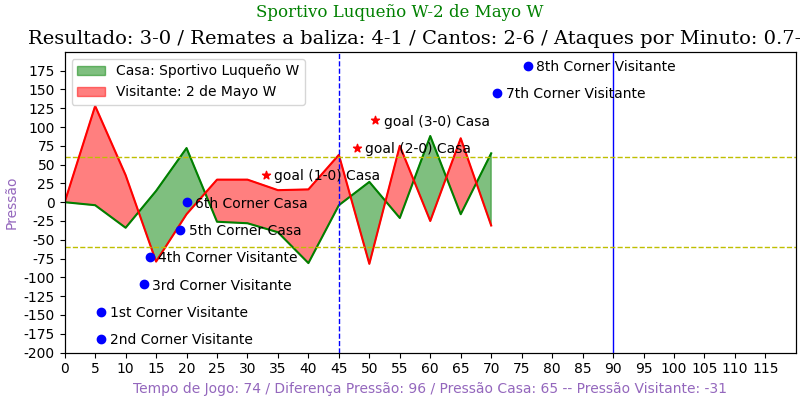 Sportivo Luqueño W-2 de Mayo W
Resultado: 3-0 / Remates a baliza: 4-1 / Cantos: 2-6 / Ataques por Minuto: 0.7-
Casa: Sportivo Luqueño W
Visitante: 2 de Mayo W
8th Corner Visitante
7th Corner Visitante
goal (3-0) Casa
goal (2-0) Casa
goal (1-0) Casa
6th Corner Casa
5th Corner Casa
4th Corner Visitante
3rd Corner Visitante
1st Corner Visitante
2nd Corner Visitante
Pressão
175
150
125
100
75
50
25
0
-25
-50
-75
-100
-125
-150
-175
-200
0 5 10 15 20 25 30 35 40 45 50 55 60 65 70 75 80 85 90 95 100 105 110 115
Tempo de Jogo: 74 / Diferença Pressão: 96 / Pressão Casa: 65 -- Pressão Visitante: -31